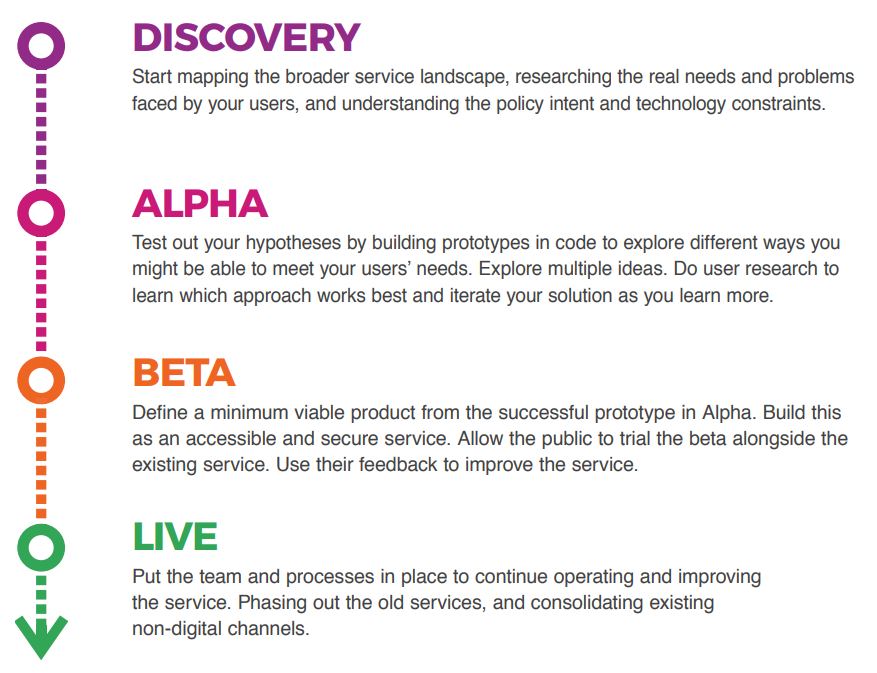 DISCOVERY
Start mapping the broader service landscape, researching the real needs and problems
faced by your users, and understanding the policy intent and technology constraints.
ALPHA
Test out your hypotheses by building prototypes in code to explore different ways you
might be able to meet your users’ needs. Explore multiple ideas. Do user research to
learn which approach works best and iterate your solution as you learn more.
BETA
Define a minimum viable product from the successful prototype in Alpha. Build this
as an accessible and secure service. Allow the public to trial the beta alongside the
existing service. Use their feedback to improve the service.
LIVE
Put the team and processes in place to continue operating and improving
the service. Phasing out the old services, and consolidating existing
non-digital channels.